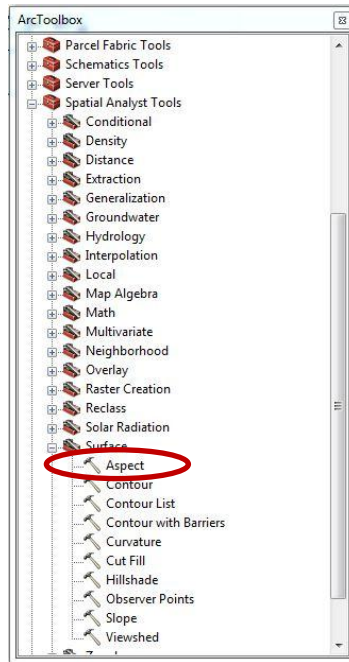 ArcToolbox
Parcel Fabric Tools
Schematics Tools
Server Tools
Spatial Analyst Tools
Conditional
Density
Distance
Extraction
Generalization
Groundwater
Hydrology
Interpolation
Local
Map Algebra
Math
Multivariate
Neighborhood
Overlay
Raster Creation
Reclass
Solar Radiation
Surface
Aspect
Contour
Contour List
Contour with Barriers
Curvature
Cut Fill
Hillshade
Observer Points
Slope
Viewshed